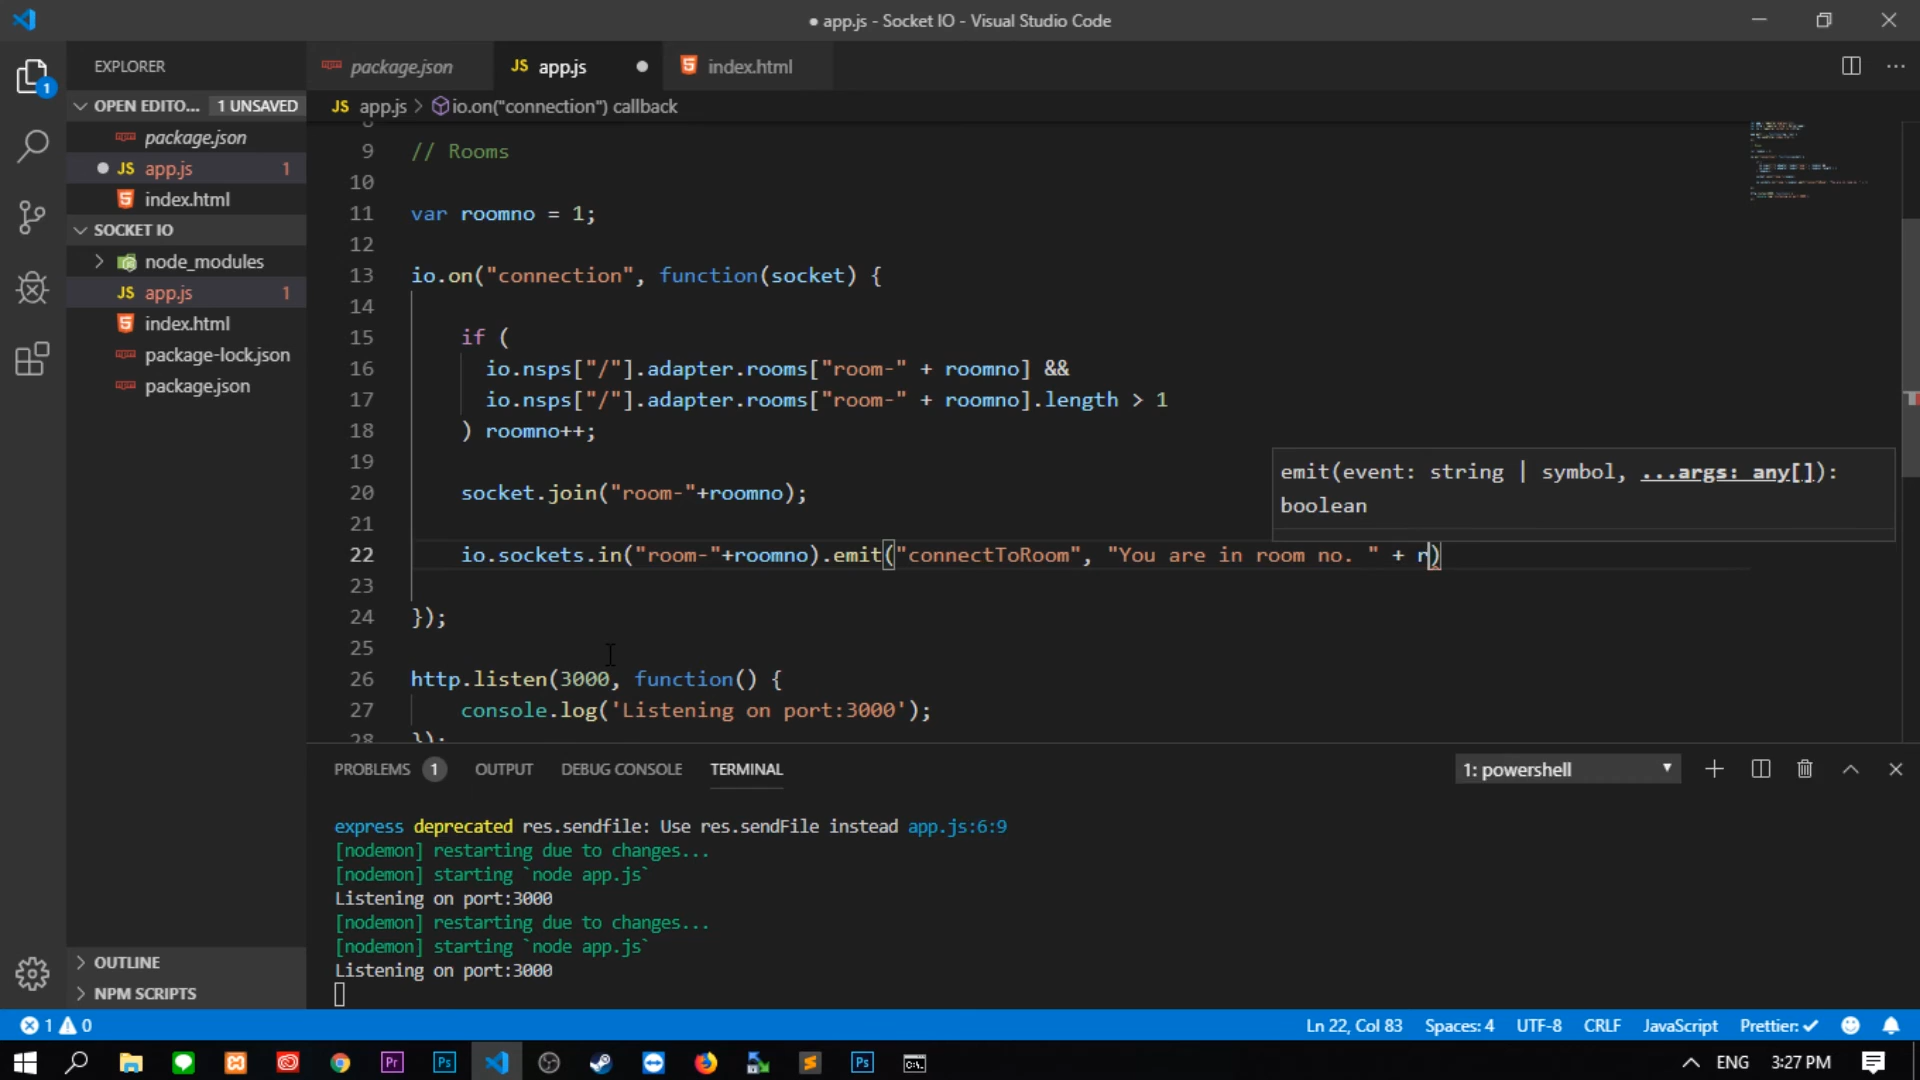 ● app.js - Socket IO - Visual Studio Code
EXPLORER
package.json
JS app.js ●
index.html
1
OPEN EDITO... 1 UNSAVED
JS app.js > io.on("connection") callback
package.json
● JS app.js 1
index.html
SOCKET IO
node_modules
JS app.js 1
index.html
package-lock.json
package.json
8
9 // Rooms
10
11 var roomno = 1;
12
13 io.on("connection", function(socket) {
14
15 if (
16 io.nsps["/"].adapter.rooms["room-" + roomno] &&
17 io.nsps["/"].adapter.rooms["room-" + roomno].length > 1
18 ) roomno++;
19
20 socket.join("room-"+roomno);
21
22 io.sockets.in("room-"+roomno).emit("connectToRoom", "You are in room no. " + r)
23
24 });
25
26 http.listen(3000, function() {
27 console.log('Listening on port:3000');
28 });
emit(event: string | symbol, ...args: any[]):
boolean
PROBLEMS 1 OUTPUT DEBUG CONSOLE TERMINAL 1: powershell
express deprecated res.sendfile: Use res.sendFile instead app.js:6:9
[nodemon] restarting due to changes...
[nodemon] starting `node app.js`
Listening on port:3000
[nodemon] restarting due to changes...
[nodemon] starting `node app.js`
Listening on port:3000
OUTLINE
NPM SCRIPTS
1 0 Ln 22, Col 83 Spaces: 4 UTF-8 CRLF JavaScript Prettier: ✓
Pr Ps Ps C:\ ENG 3:27 PM